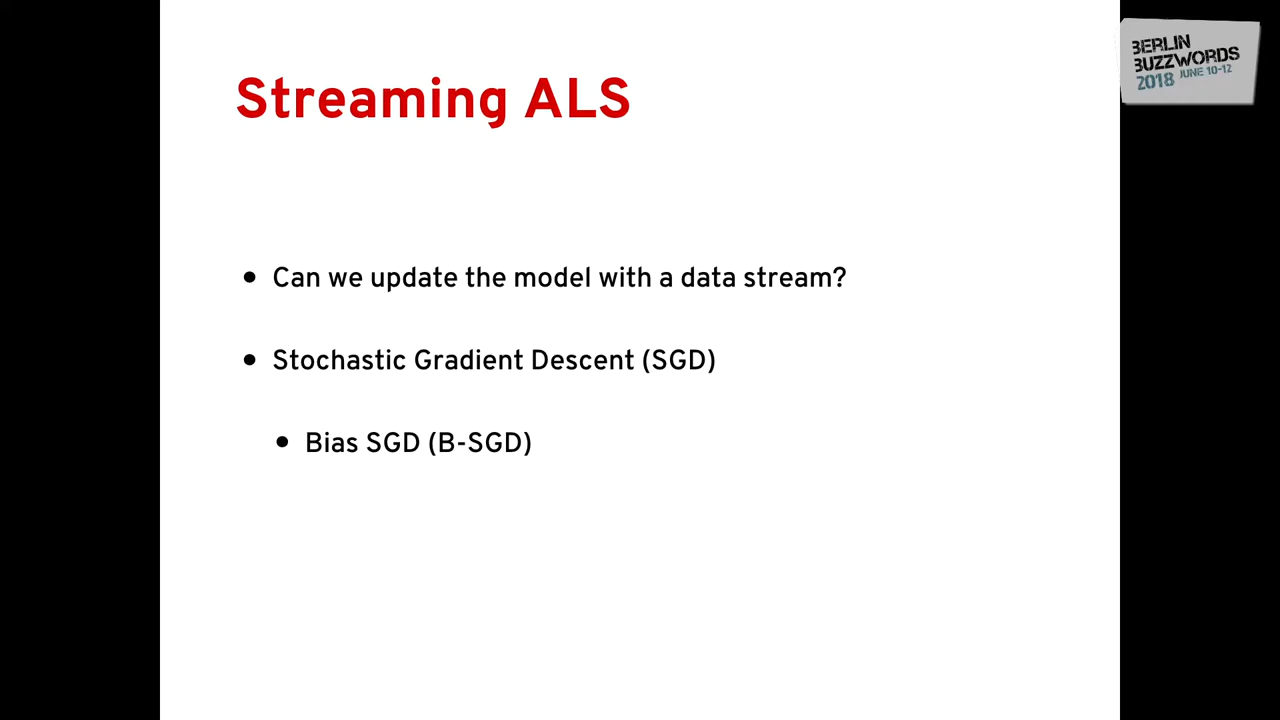 Streaming ALS
BERLIN
BUZZWORDS
2018 JUNE 10-12
• Can we update the model with a data stream?
• Stochastic Gradient Descent (SGD)
• Bias SGD (B-SGD)